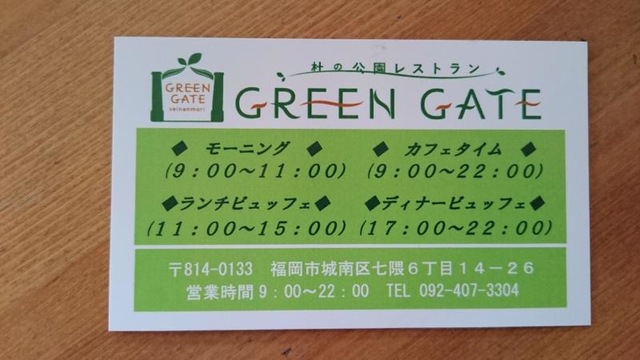 GREEN
GATE
seinanmori
杜の公園レストラン
GREEN GATE
◆ モーニング ◆ ◆ カフェタイム ◆
(9:00〜11:00) (9:00〜22:00)
◆ランチビュッフェ◆ ◆ディナービュッフェ◆
(11:00〜15:00) (17:00〜22:00)
〒814-0133 福岡市城南区七隈6丁目14-26
営業時間9:00〜22:00 TEL 092-407-3304